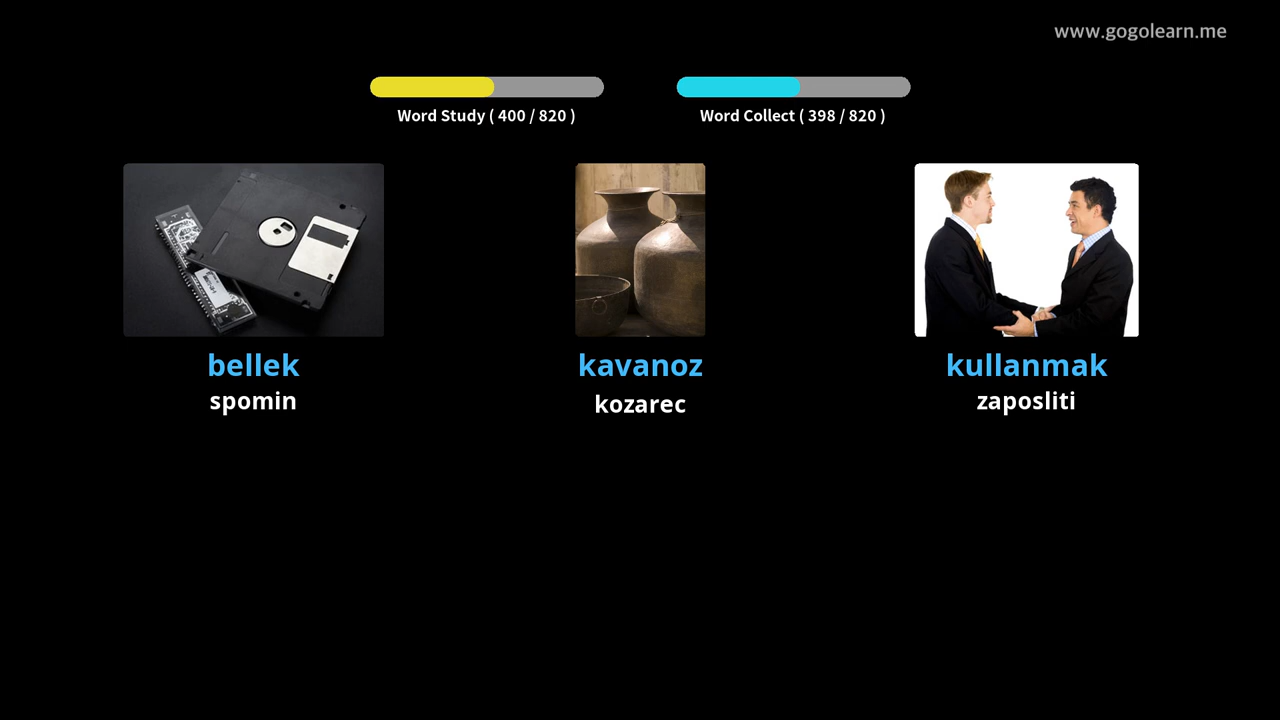 www.gogolearn.me
Word Study ( 400 / 820 )
Word Collect ( 398 / 820 )
bellek
spomin
kavanoz
kozarec
kullanmak
zaposliti